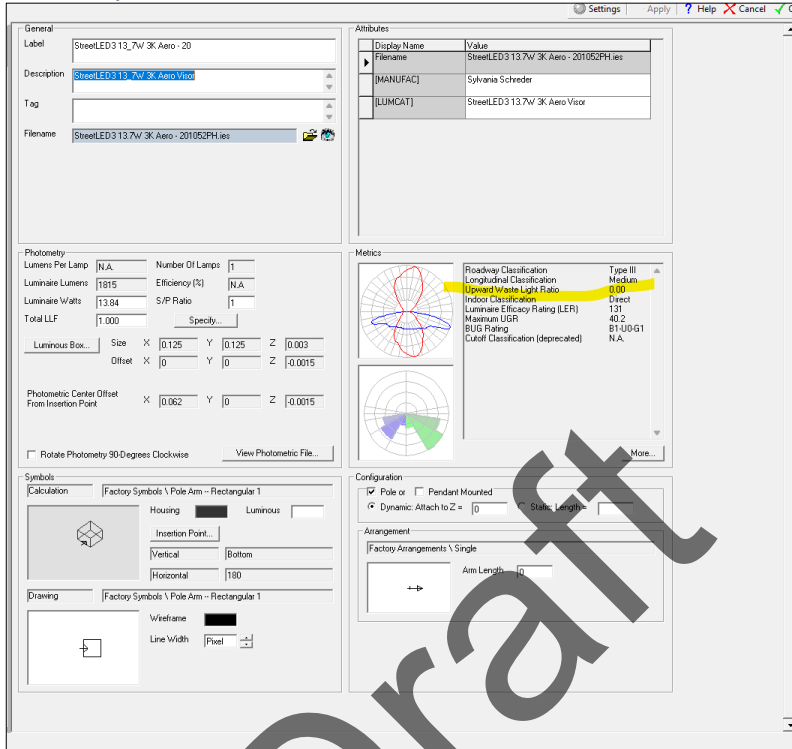 Settings Apply ? Help Cancel
General
Label StreetLED3 13_7W 3K Aero - 20
Description StreetLED3 13_7W 3K Aero Visor
Tag
Filename StreetLED3 13.7W 3K Aero - 201052PH.ies
Attributes
Display Name Value
Filename StreetLED3 13.7W 3K Aero - 201052PH.ies
[MANUFAC] Sylvania Schreder
[LUMCAT] StreetLED3 13.7W 3K Aero Visor
Photometry
Lumens Per Lamp N.A. Number Of Lamps 1
Luminaire Lumens 1815 Efficiency (%) N.A
Luminaire Watts 13.84 S/P Ratio 1
Total LLF 1.000 Specify...
Luminous Box... Size X 0.125 Y 0.125 Z 0.003
Offset X 0 Y 0 Z -0.0015
Photometric Center Offset
From Insertion Point X 0.062 Y 0 Z -0.0015
Rotate Photometry 90-Degrees Clockwise View Photometric File...
Metrics
Roadway Classification Type III
Longitudinal Classification Medium
Upward Waste Light Ratio 0.00
Indoor Classification Direct
Luminaire Efficacy Rating (LER) 131
Maximum UGR 40.2
BUG Rating B1-U0-G1
Cutoff Classification (deprecated) N.A.
More...
Symbols
Calculation Factory Symbols \ Pole Arm -- Rectangular 1
Housing Luminous
Insertion Point...
Vertical Bottom
Horizontal 180
Drawing Factory Symbols \ Pole Arm -- Rectangular 1
Wireframe
Line Width Pixel
Configuration
Pole or Pendant Mounted
Dynamic: Attach to Z = 0 Static: Length =
Arrangement
Factory Arrangements \ Single
Arm Length 0
Draft